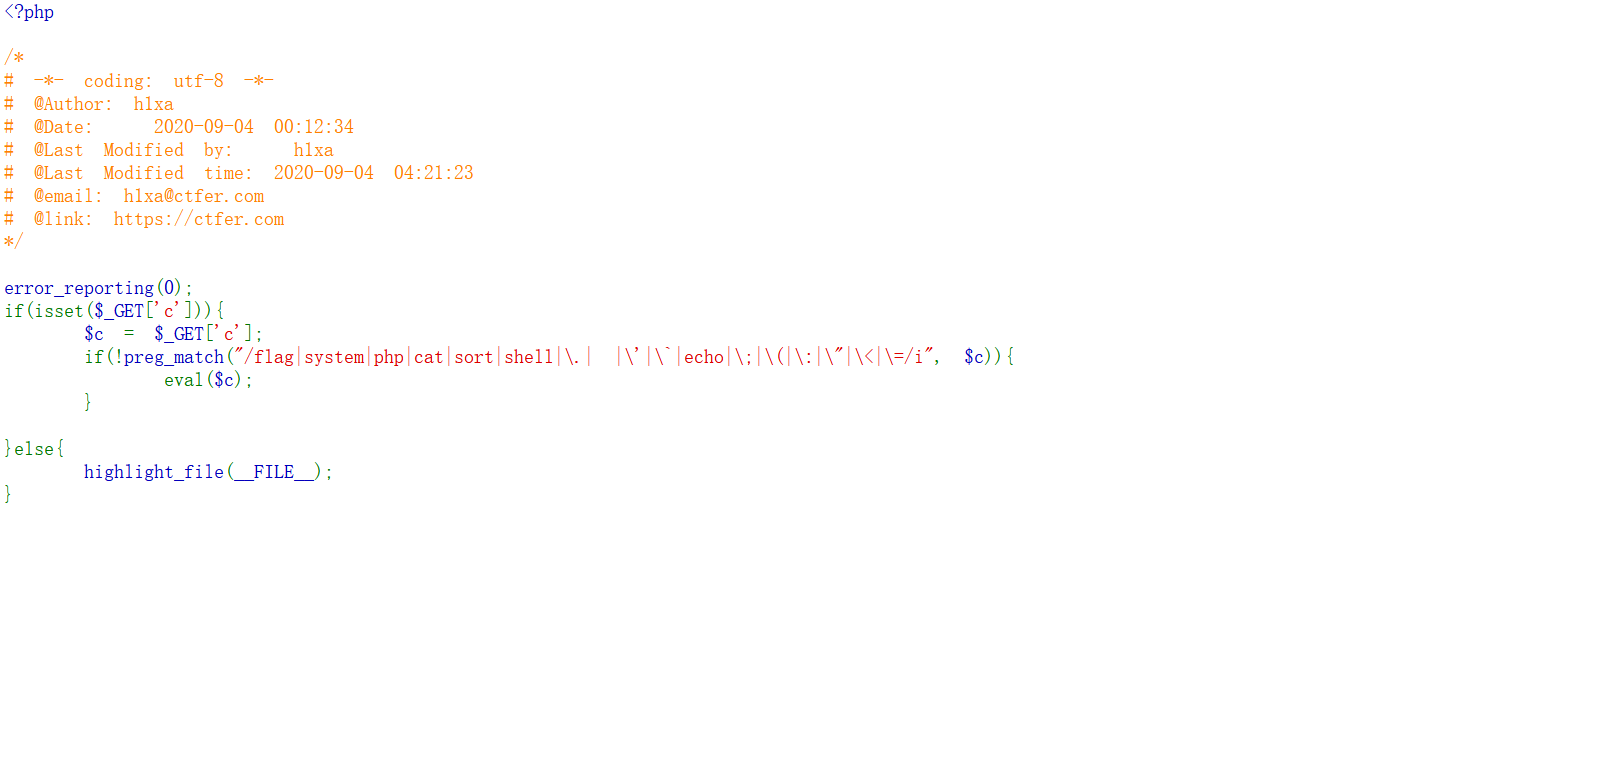 <?php

/*
# -*- coding: utf-8 -*-
# @Author: h1xa
# @Date:   2020-09-04 00:12:34
# @Last Modified by:   h1xa
# @Last Modified time: 2020-09-04 04:21:23
# @email: h1xa@ctfer.com
# @link: https://ctfer.com
*/

error_reporting(0);
if(isset($_GET['c'])){
    $c = $_GET['c'];
    if(!preg_match("/flag|system|php|cat|sort|shell|\.| |\'|\`|echo|\;|\(|\:|\"|\<|\=/i", $c)){
        eval($c);
    }

}else{
    highlight_file(__FILE__);
}